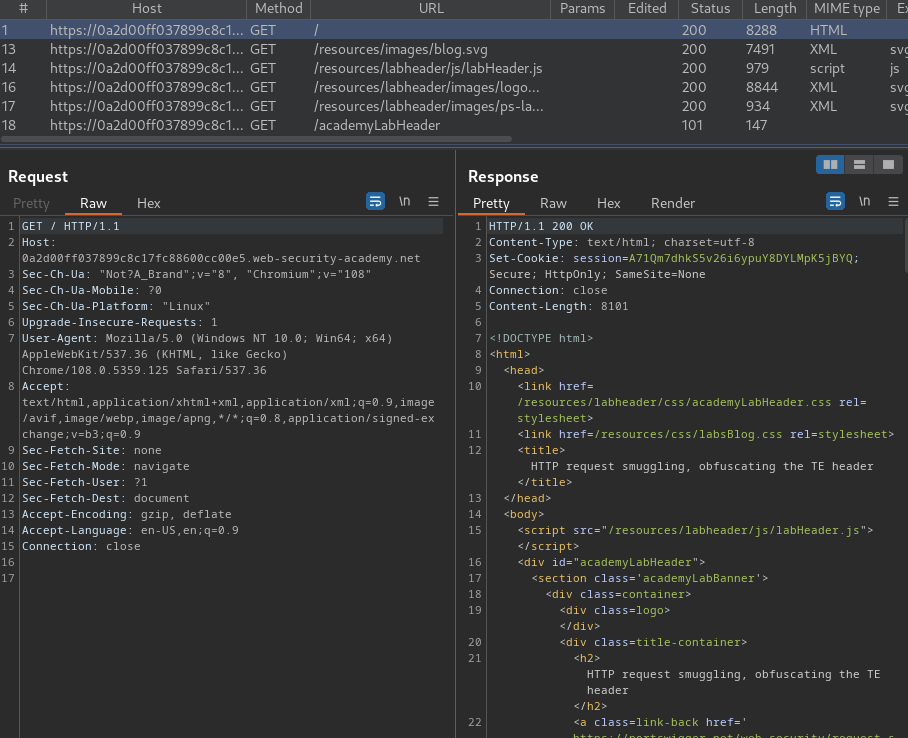 # Host Method URL Params Edited Status Length MIME type Ex
1 https://0a2d00ff037899c8c1... GET / 200 8288 HTML
13 https://0a2d00ff037899c8c1... GET /resources/images/blog.svg 200 7491 XML svg
14 https://0a2d00ff037899c8c1... GET /resources/labheader/js/labHeader.js 200 979 script js
16 https://0a2d00ff037899c8c1... GET /resources/labheader/images/logo... 200 8844 XML svg
17 https://0a2d00ff037899c8c1... GET /resources/labheader/images/ps-la... 200 934 XML svg
18 https://0a2d00ff037899c8c1... GET /academyLabHeader 101 147
Request
Pretty Raw Hex \n
1 GET / HTTP/1.1
2 Host:
0a2d00ff037899c8c17fc88600cc00e5.web-security-academy.net
3 Sec-Ch-Ua: "Not?A_Brand";v="8", "Chromium";v="108"
4 Sec-Ch-Ua-Mobile: ?0
5 Sec-Ch-Ua-Platform: "Linux"
6 Upgrade-Insecure-Requests: 1
7 User-Agent: Mozilla/5.0 (Windows NT 10.0; Win64; x64)
AppleWebKit/537.36 (KHTML, like Gecko)
Chrome/108.0.5359.125 Safari/537.36
8 Accept:
text/html,application/xhtml+xml,application/xml;q=0.9,image
/avif,image/webp,image/apng,*/*;q=0.8,application/signed-ex
change;v=b3;q=0.9
9 Sec-Fetch-Site: none
10 Sec-Fetch-Mode: navigate
11 Sec-Fetch-User: ?1
12 Sec-Fetch-Dest: document
13 Accept-Encoding: gzip, deflate
14 Accept-Language: en-US,en;q=0.9
15 Connection: close
16
17
Response
Pretty Raw Hex Render \n
1 HTTP/1.1 200 OK
2 Content-Type: text/html; charset=utf-8
3 Set-Cookie: session=A71Qm7dhkS5v26i6ypuY8DYLMpK5jBYQ;
Secure; HttpOnly; SameSite=None
4 Connection: close
5 Content-Length: 8101
6
7 <!DOCTYPE html>
8 <html>
9 <head>
10 <link href=
/resources/labheader/css/academyLabHeader.css rel=
stylesheet>
11 <link href=/resources/css/labsBlog.css rel=stylesheet>
12 <title>
HTTP request smuggling, obfuscating the TE header
</title>
13 </head>
14 <body>
15 <script src="/resources/labheader/js/labHeader.js">
</script>
16 <div id="academyLabHeader">
17 <section class='academyLabBanner'>
18 <div class=container>
19 <div class=logo>
</div>
20 <div class=title-container>
21 <h2>
HTTP request smuggling, obfuscating the TE
header
</h2>
22 <a class=link-back href='
https://portswigger.net/web-security/request-s